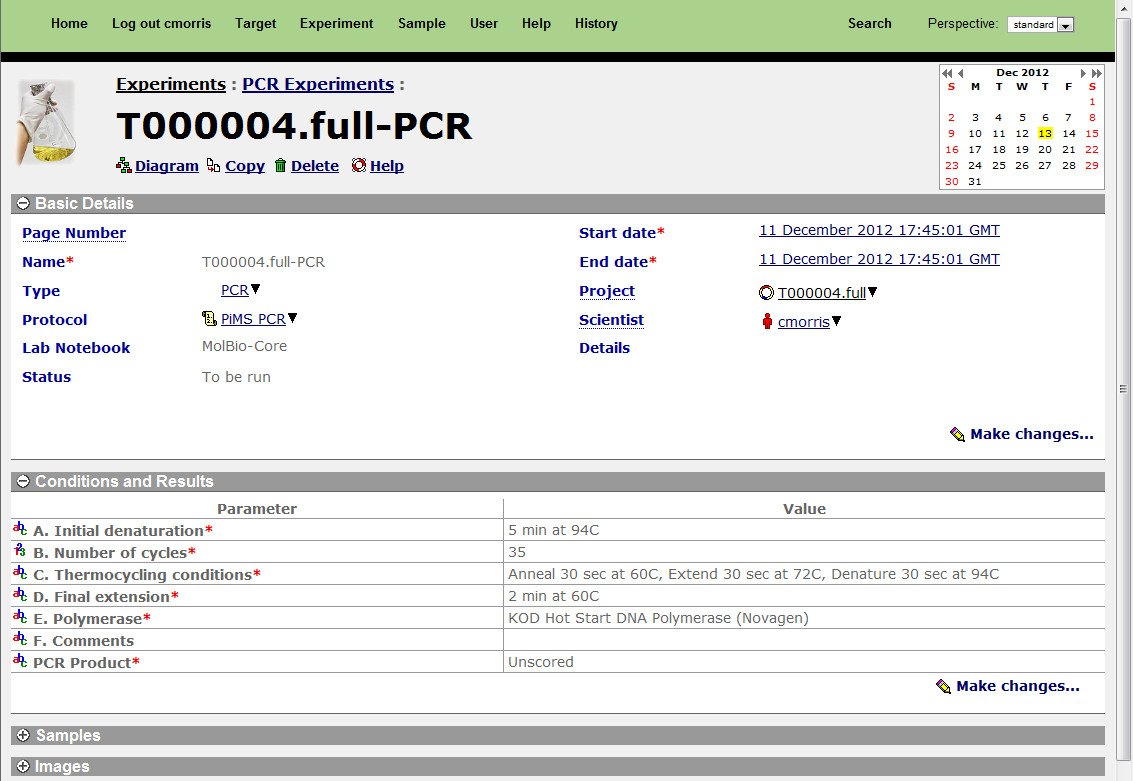 Home Log out cmorris Target Experiment Sample User Help History Search Perspective: standard
Experiments : PCR Experiments :
T000004.full-PCR
Diagram Copy Delete Help
Dec 2012
S M T W T F S
1
2 3 4 5 6 7 8
9 10 11 12 13 14 15
16 17 18 19 20 21 22
23 24 25 26 27 28 29
30 31
Basic Details
Page Number
Name* T000004.full-PCR
Type PCR
Protocol PiMS PCR
Lab Notebook MolBio-Core
Status To be run
Start date* 11 December 2012 17:45:01 GMT
End date* 11 December 2012 17:45:01 GMT
Project T000004.full
Scientist cmorris
Details
Make changes...
Conditions and Results
Parameter Value
A. Initial denaturation* 5 min at 94C
B. Number of cycles* 35
C. Thermocycling conditions* Anneal 30 sec at 60C, Extend 30 sec at 72C, Denature 30 sec at 94C
D. Final extension* 2 min at 60C
E. Polymerase* KOD Hot Start DNA Polymerase (Novagen)
F. Comments
PCR Product* Unscored
Make changes...
Samples
Images